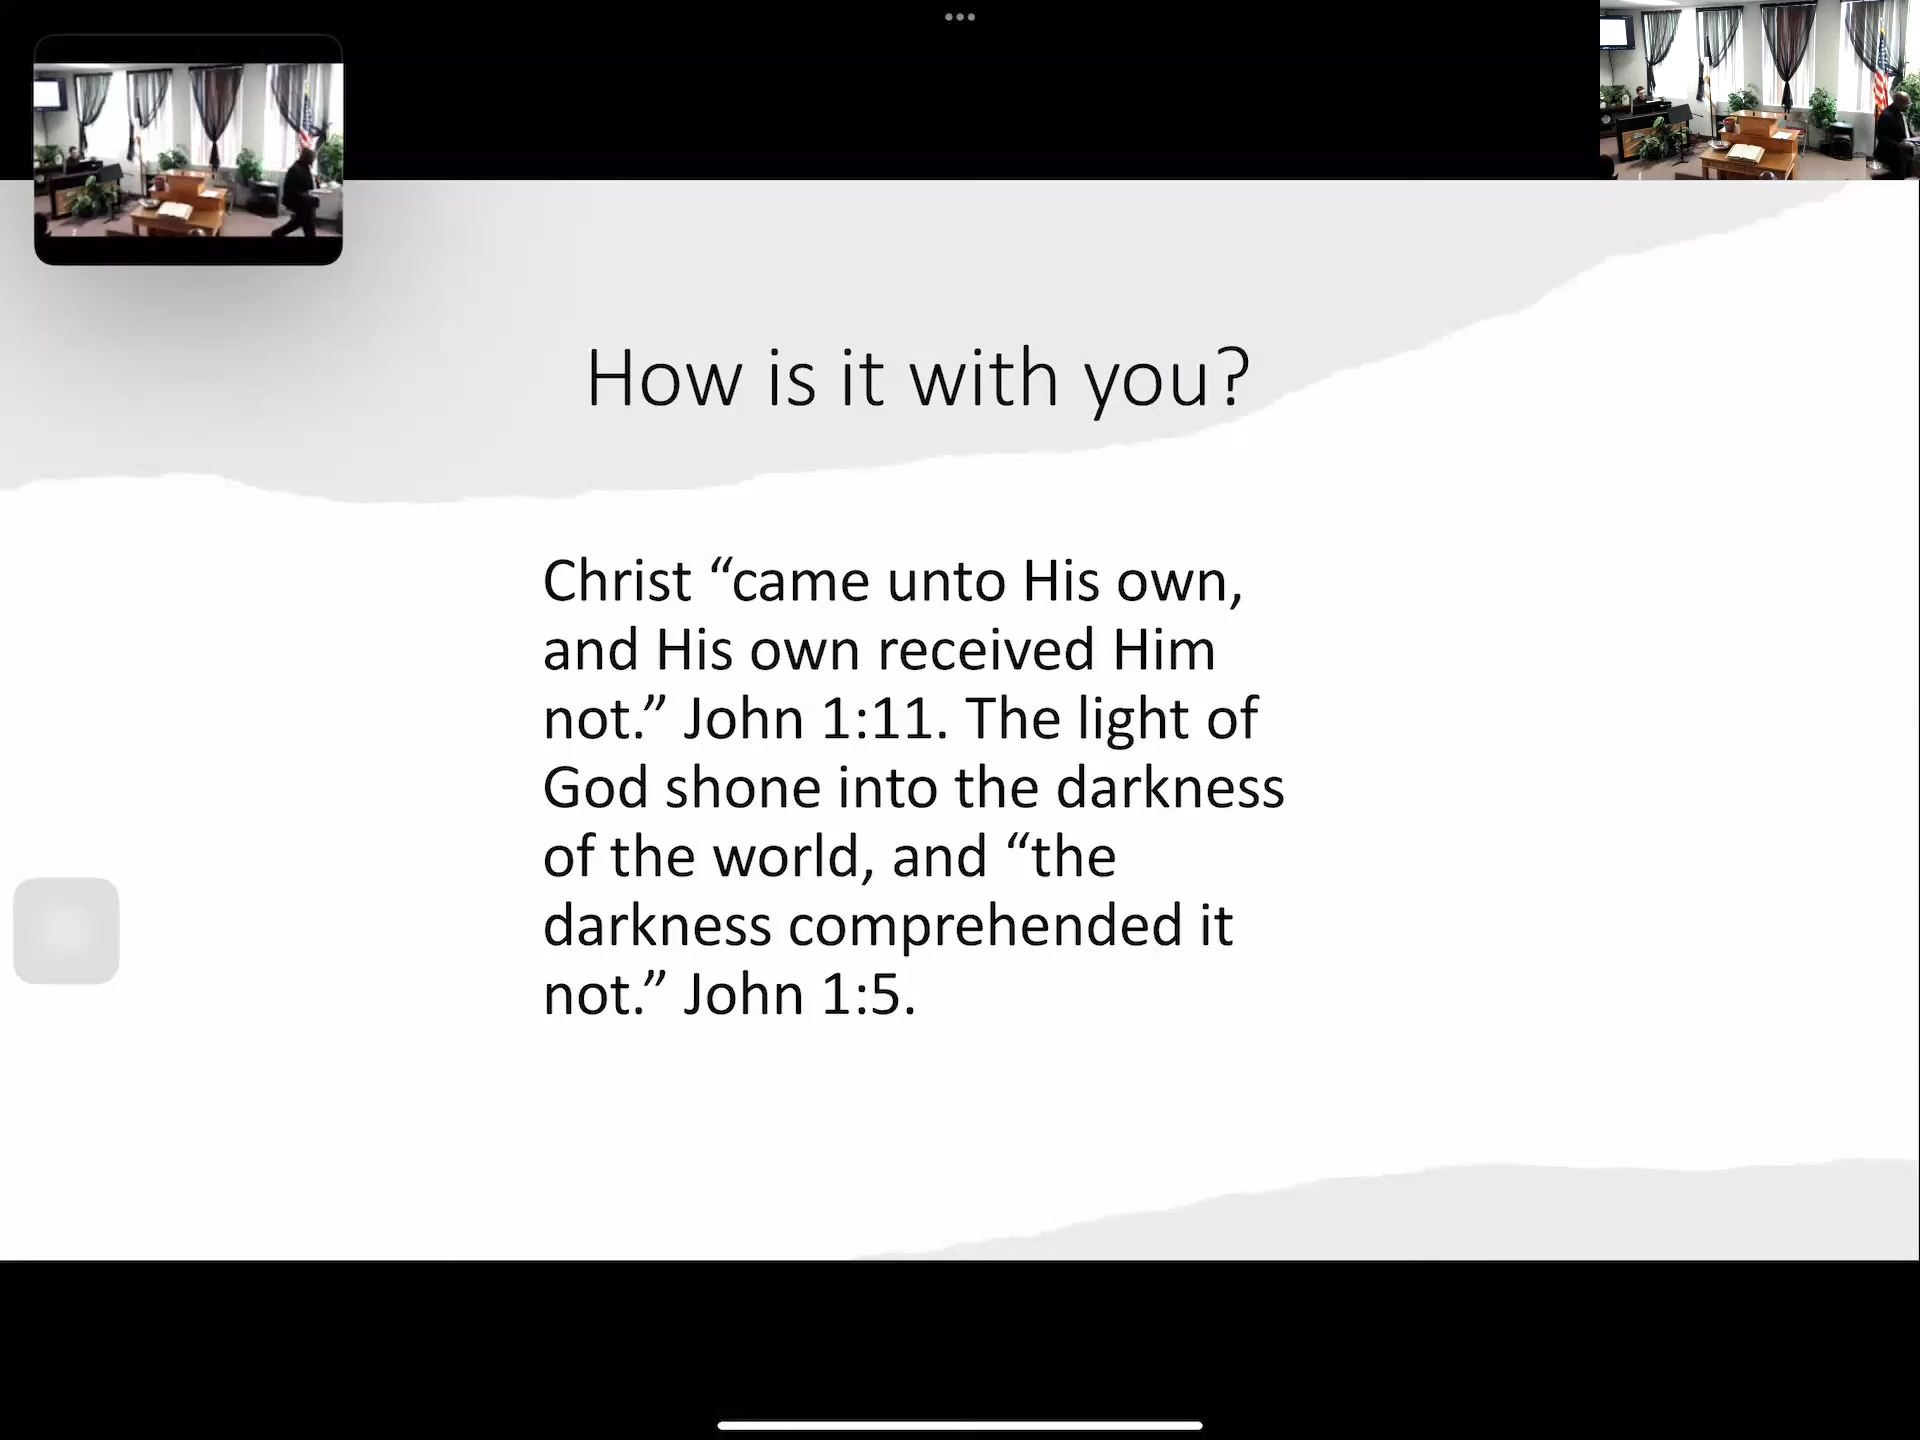 How is it with you?
Christ “came unto His own,
and His own received Him
not.” John 1:11. The light of
God shone into the darkness
of the world, and “the
darkness comprehended it
not.” John 1:5.